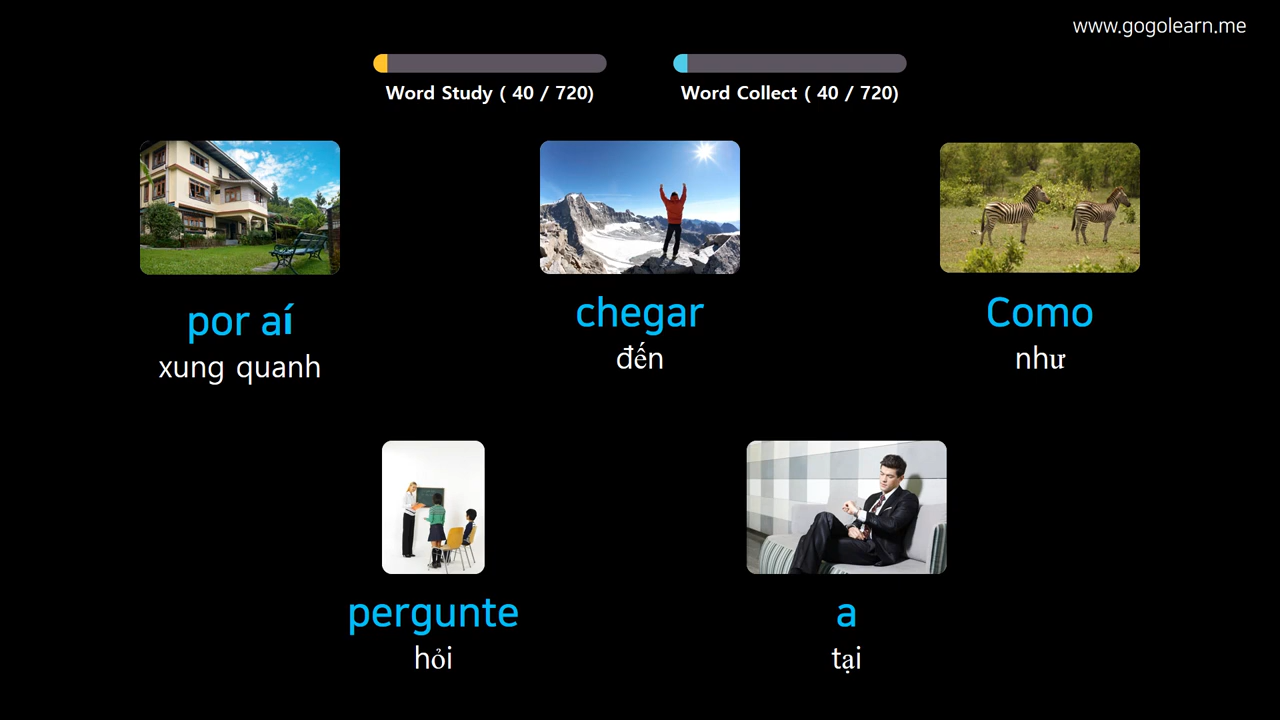 www.gogolearn.me
Word Study ( 40 / 720)
Word Collect ( 40 / 720)
por aí
xung quanh
chegar
đến
Como
như
pergunte
hỏi
a
tại